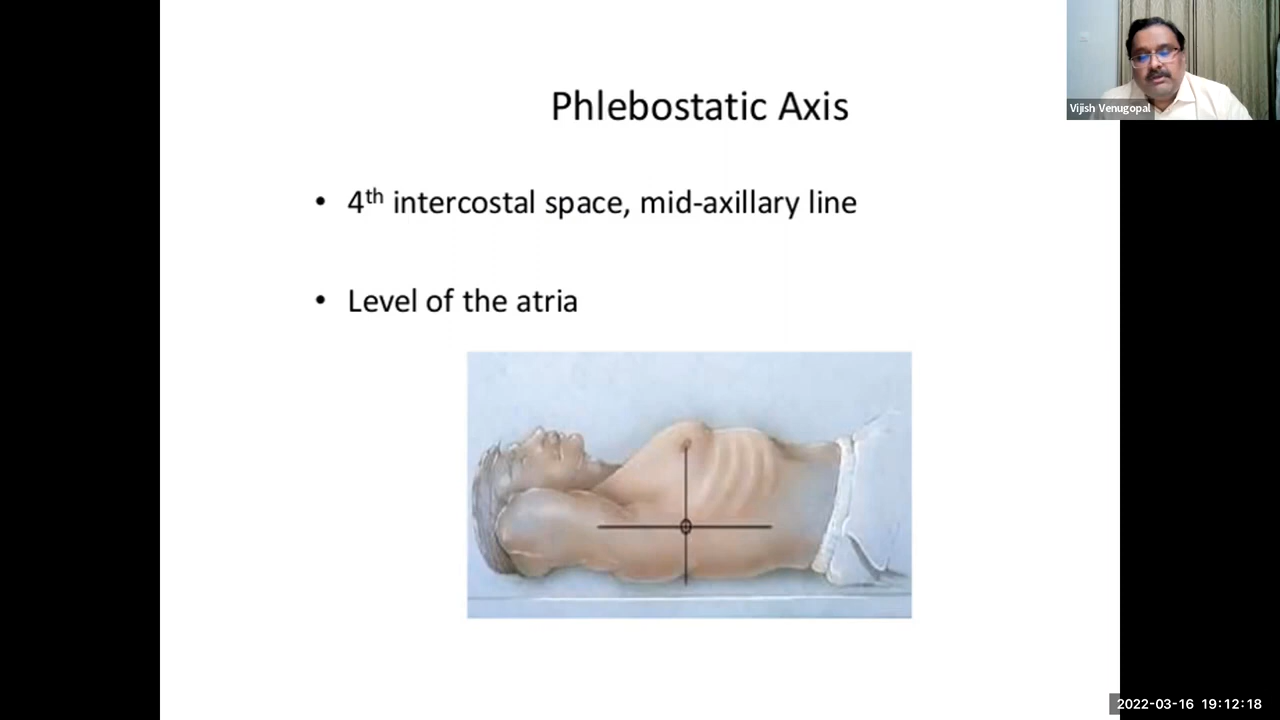 Phlebostatic Axis
• 4th intercostal space, mid-axillary line
• Level of the atria
Vijish Venugopal
2022-03-16 19:12:18